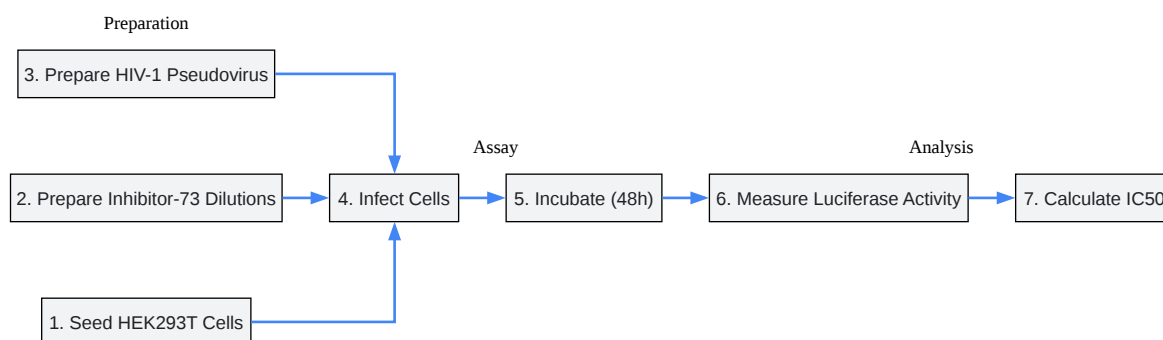 Preparation
3. Prepare HIV-1 Pseudovirus
Assay
Analysis
2. Prepare Inhibitor-73 Dilutions
4. Infect Cells
5. Incubate (48h)
6. Measure Luciferase Activity
7. Calculate IC50
1. Seed HEK293T Cells